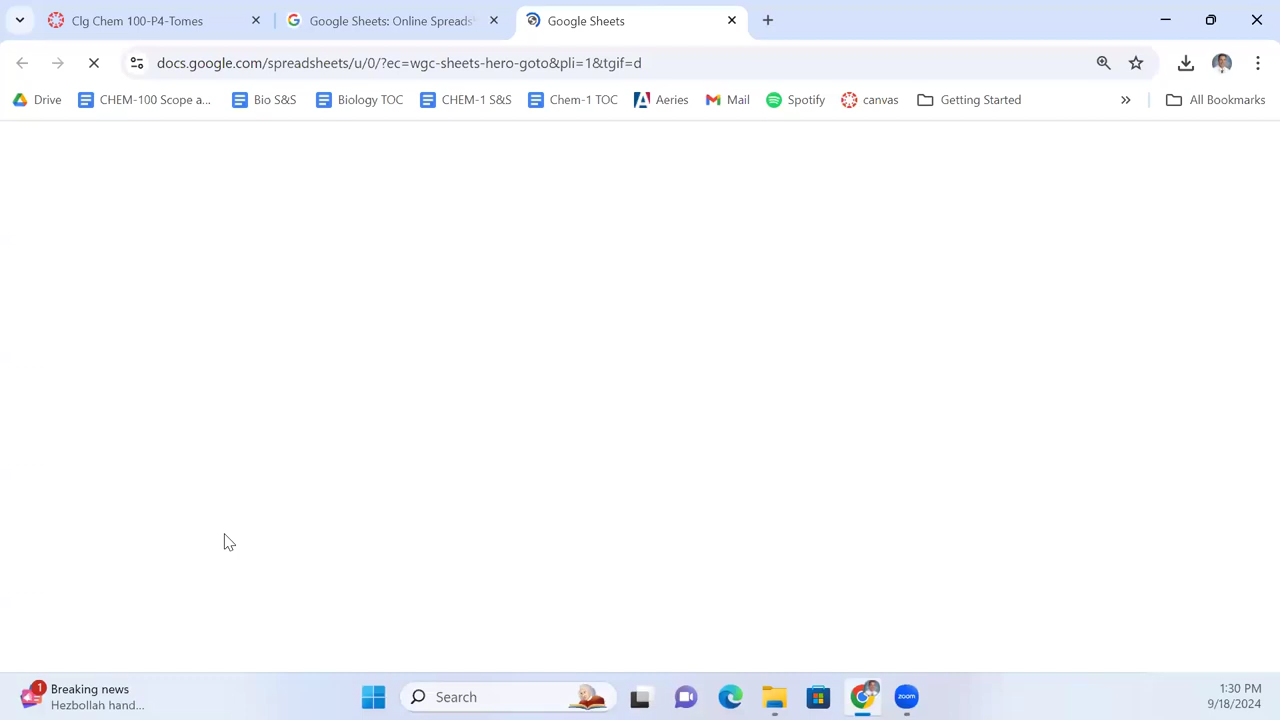 Clg Chem 100-P4-Tomes
Google Sheets: Online Spreads
Google Sheets
docs.google.com/spreadsheets/u/0/?ec=wgc-sheets-hero-goto&pli=1&tgif=d
Drive
CHEM-100 Scope a...
Bio S&S
Biology TOC
CHEM-1 S&S
Chem-1 TOC
Aeries
Mail
Spotify
canvas
Getting Started
All Bookmarks
1
Breaking news
Hezbollah hand...
Search
zoom
1:30 PM
9/18/2024